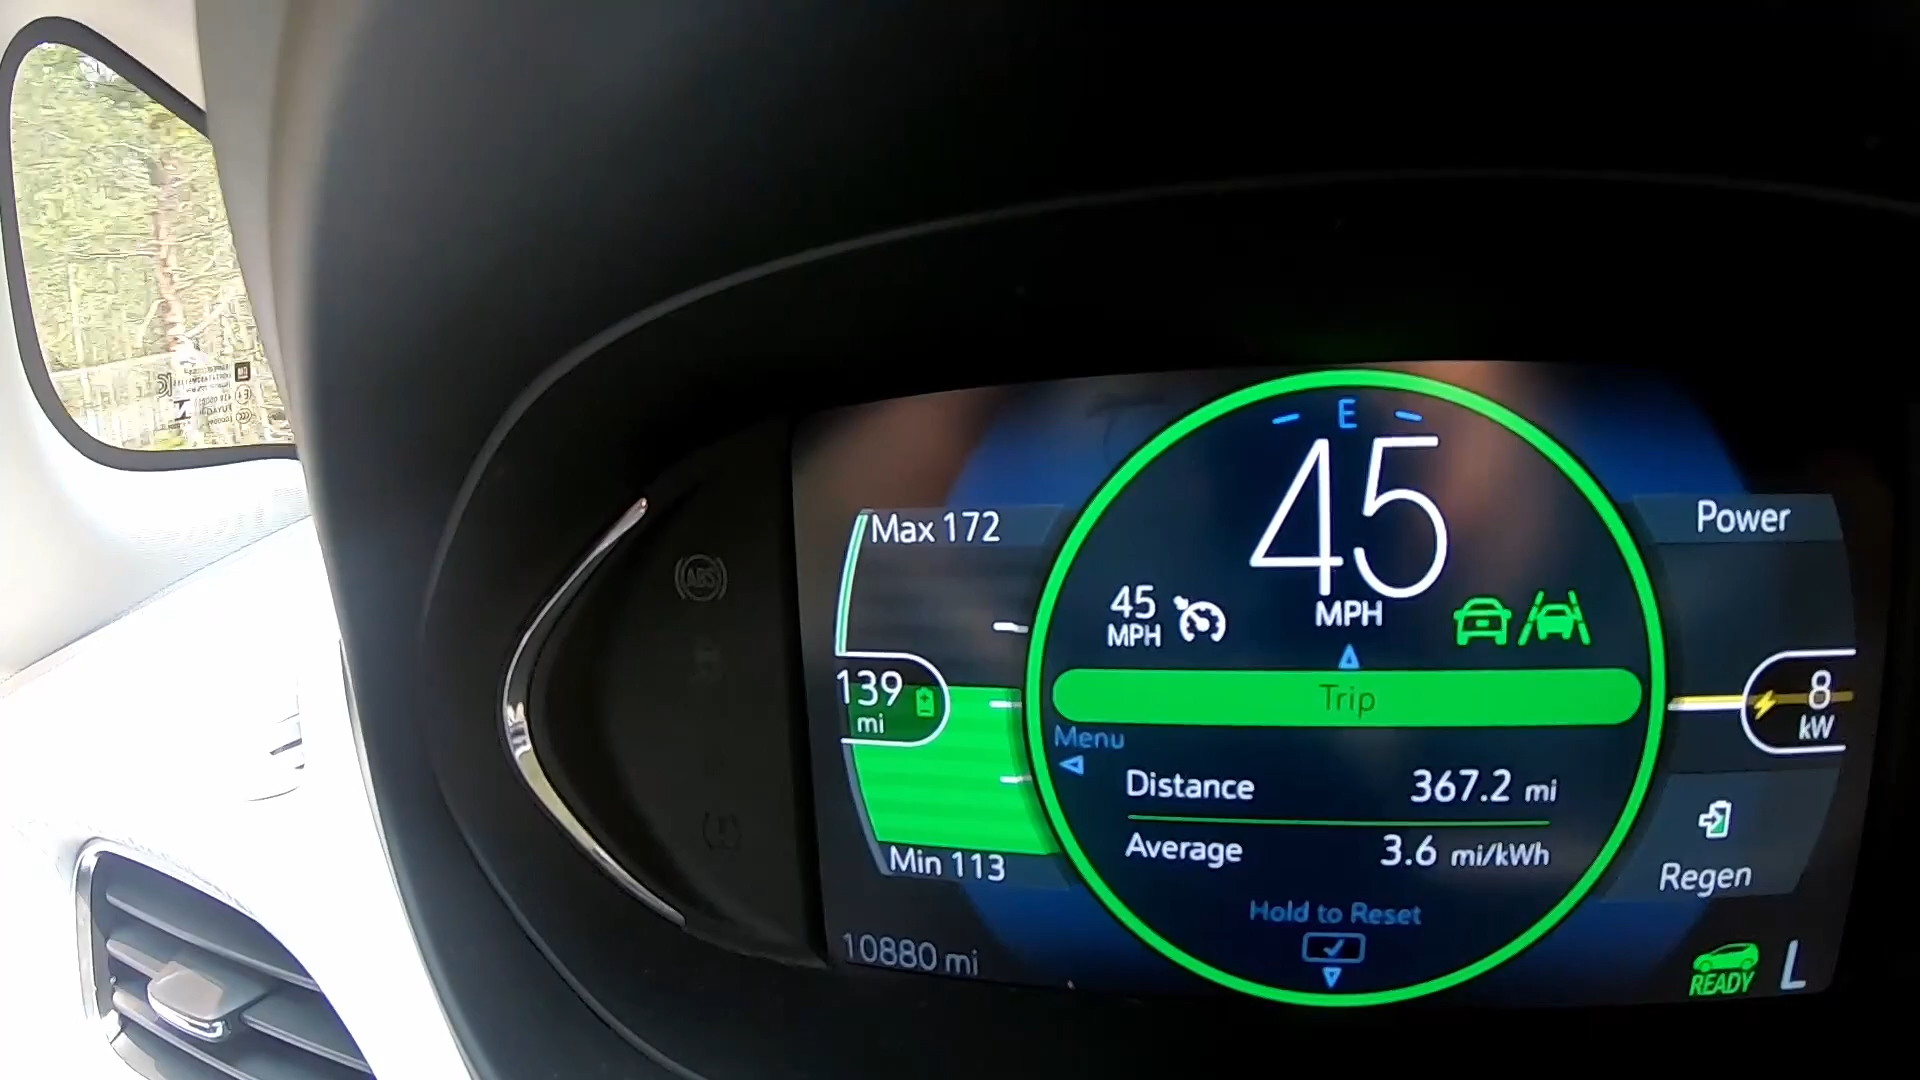 E
45
MPH
45
MPH
Max 172
139
mi
Min 113
10880 mi
Trip
Menu
Distance 367.2 mi
Average 3.6 mi/kWh
Hold to Reset
Power
8
kW
Regen
READY L
ABS